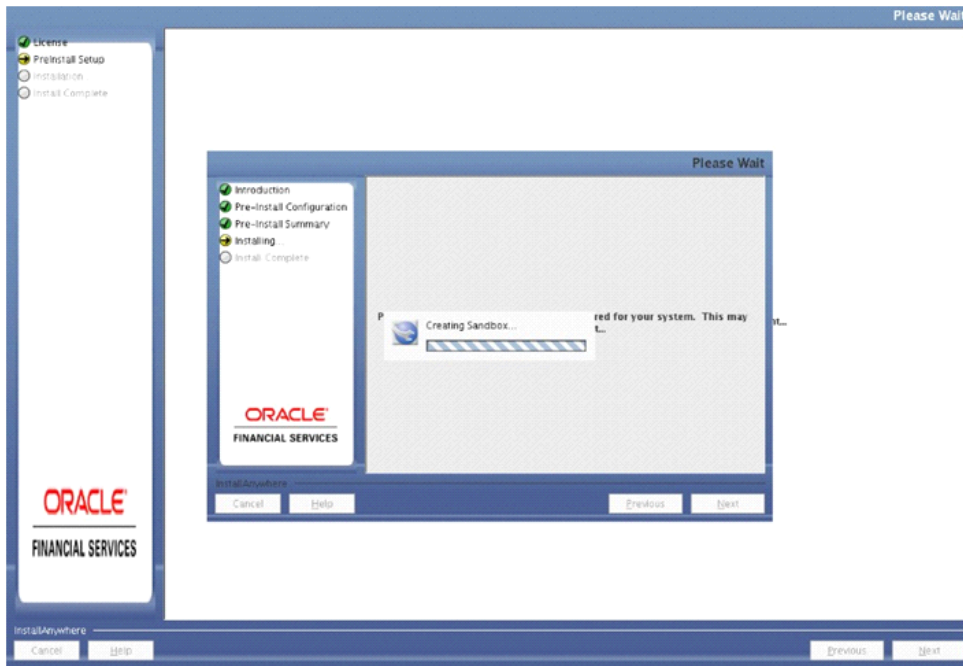 Please Wait
License
PreInstall Setup
Installation
Install Complete
Please Wait
Introduction
Pre-Install Configuration
Pre-Install Summary
Installing...
Install Complete
P
red for your system. This may
t...
nt...
Creating Sandbox...
ORACLE
FINANCIAL SERVICES
InstallAnywhere
Cancel
Help
Previous
Next
ORACLE
FINANCIAL SERVICES
InstallAnywhere
Cancel
Help
Previous
Next